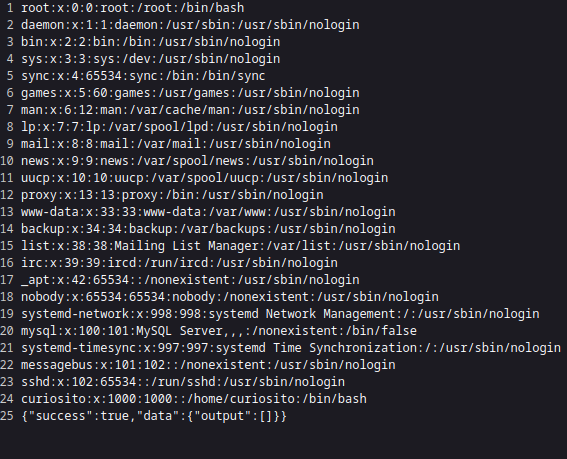 1 root:x:0:0:root:/root:/bin/bash
2 daemon:x:1:1:daemon:/usr/sbin:/usr/sbin/nologin
3 bin:x:2:2:bin:/bin:/usr/sbin/nologin
4 sys:x:3:3:sys:/dev:/usr/sbin/nologin
5 sync:x:4:65534:sync:/bin:/bin/sync
6 games:x:5:60:games:/usr/games:/usr/sbin/nologin
7 man:x:6:12:man:/var/cache/man:/usr/sbin/nologin
8 lp:x:7:7:lp:/var/spool/lpd:/usr/sbin/nologin
9 mail:x:8:8:mail:/var/mail:/usr/sbin/nologin
10 news:x:9:9:news:/var/spool/news:/usr/sbin/nologin
11 uucp:x:10:10:uucp:/var/spool/uucp:/usr/sbin/nologin
12 proxy:x:13:13:proxy:/bin:/usr/sbin/nologin
13 www-data:x:33:33:www-data:/var/www:/usr/sbin/nologin
14 backup:x:34:34:backup:/var/backups:/usr/sbin/nologin
15 list:x:38:38:Mailing List Manager:/var/list:/usr/sbin/nologin
16 irc:x:39:39:ircd:/run/ircd:/usr/sbin/nologin
17 _apt:x:42:65534::/nonexistent:/usr/sbin/nologin
18 nobody:x:65534:65534:nobody:/nonexistent:/usr/sbin/nologin
19 systemd-network:x:998:998:systemd Network Management:/:/usr/sbin/nologin
20 mysql:x:100:101:MySQL Server,,,:/nonexistent:/bin/false
21 systemd-timesync:x:997:997:systemd Time Synchronization:/:/usr/sbin/nologin
22 messagebus:x:101:102::/nonexistent:/usr/sbin/nologin
23 sshd:x:102:65534::/run/sshd:/usr/sbin/nologin
24 curiosito:x:1000:1000::/home/curiosito:/bin/bash
25 {"success":true,"data":{"output":[]}}